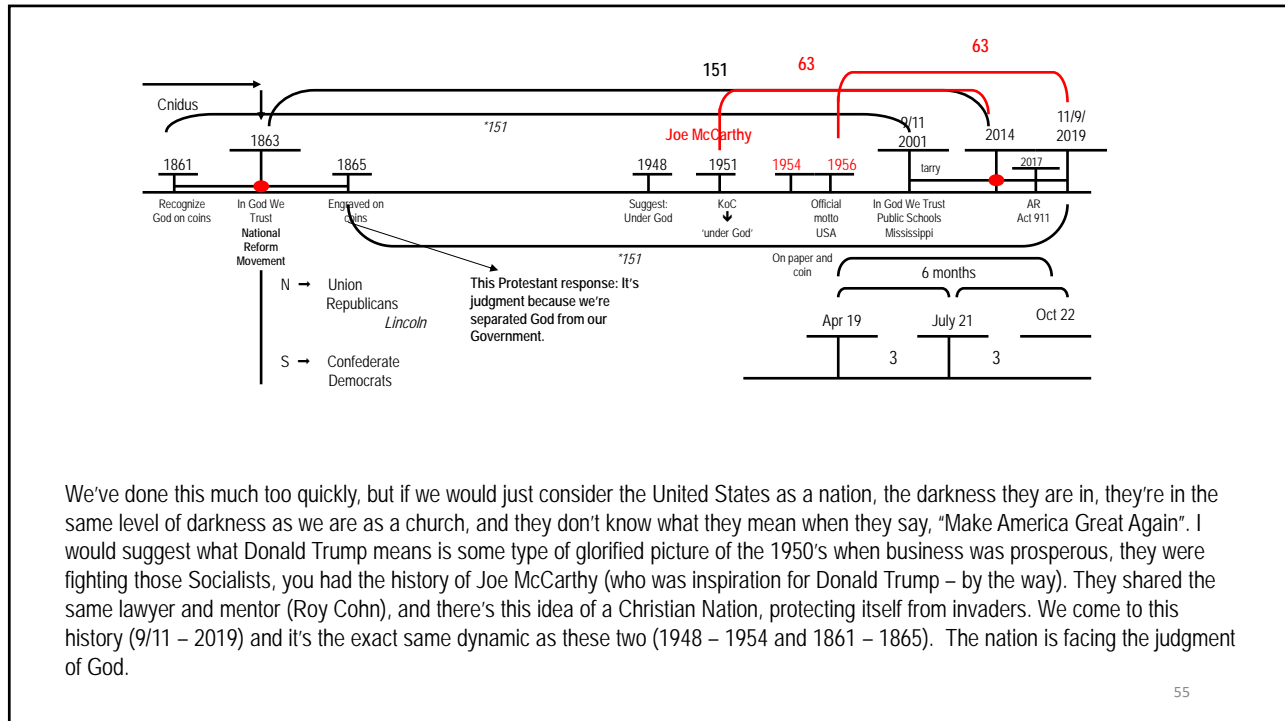 63
151
63
Cnidus
*151
Joe McCarthy
9/11
2001
2014
11/9/
2019
1861
1863
1865
1948
1951
1954
1956
tarry
2017
Recognize
God on coins
In God We
Trust
National
Reform
Movement
Engraved on
coins
Suggest:
Under God
KoC
🡻
'under God'
Official
motto
USA
In God We Trust
Public Schools
Mississippi
AR
Act 911
*151
On paper and
coin
6 months
N → Union
Republicans
Lincoln
S → Confederate
Democrats
This Protestant response: It's
judgment because we're
separated God from our
Government.
Apr 19
July 21
Oct 22
3
3
We've done this much too quickly, but if we would just consider the United States as a nation, the darkness they are in, they're in the
same level of darkness as we are as a church, and they don't know what they mean when they say, "Make America Great Again". I
would suggest what Donald Trump means is some type of glorified picture of the 1950's when business was prosperous, they were
fighting those Socialists, you had the history of Joe McCarthy (who was inspiration for Donald Trump – by the way). They shared the
same lawyer and mentor (Roy Cohn), and there's this idea of a Christian Nation, protecting itself from invaders. We come to this
history (9/11 – 2019) and it's the exact same dynamic as these two (1948 – 1954 and 1861 – 1865). The nation is facing the judgment
of God.
55